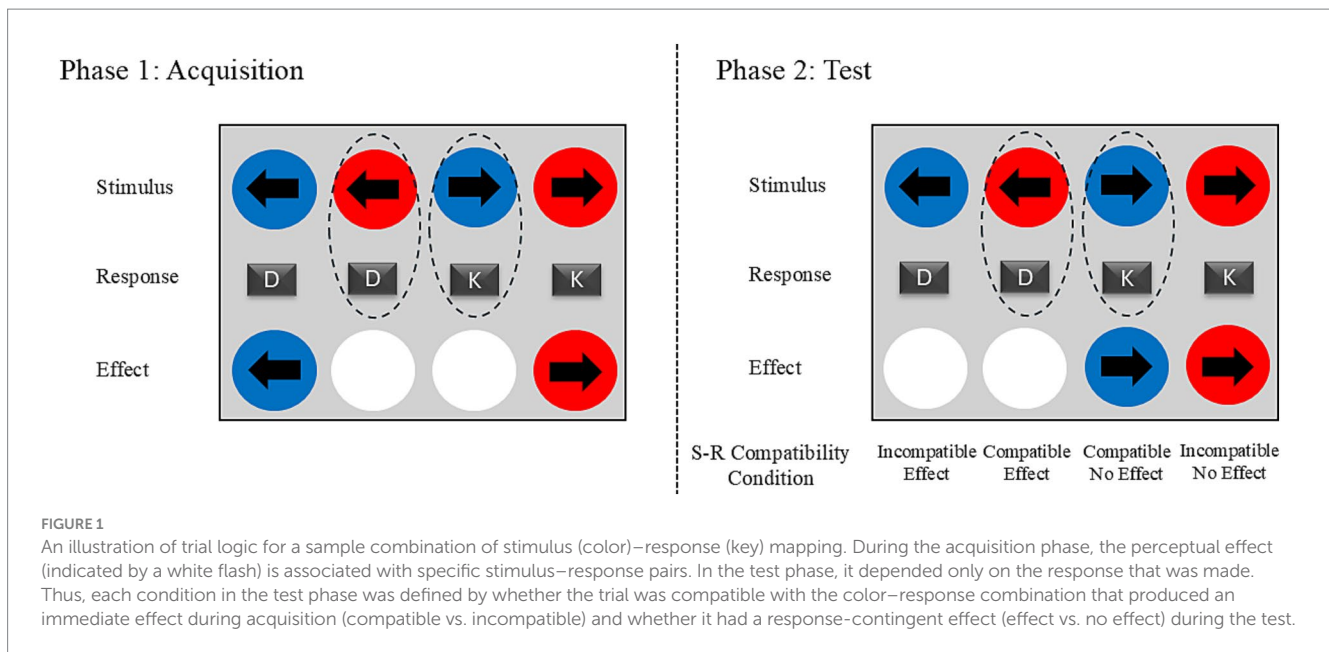 Phase 1: Acquisition
Stimulus
Response
D
D
K
K
Effect
Phase 2: Test
Stimulus
Response
D
D
K
K
Effect
S-R Compatibility
Condition
Incompatible
Effect
Compatible
Effect
Compatible
No Effect
Incompatible
No Effect
FIGURE 1
An illustration of trial logic for a sample combination of stimulus (color)–response (key) mapping. During the acquisition phase, the perceptual effect
(indicated by a white flash) is associated with specific stimulus–response pairs. In the test phase, it depended only on the response that was made.
Thus, each condition in the test phase was defined by whether the trial was compatible with the color–response combination that produced an
immediate effect during acquisition (compatible vs. incompatible) and whether it had a response-contingent effect (effect vs. no effect) during the test.